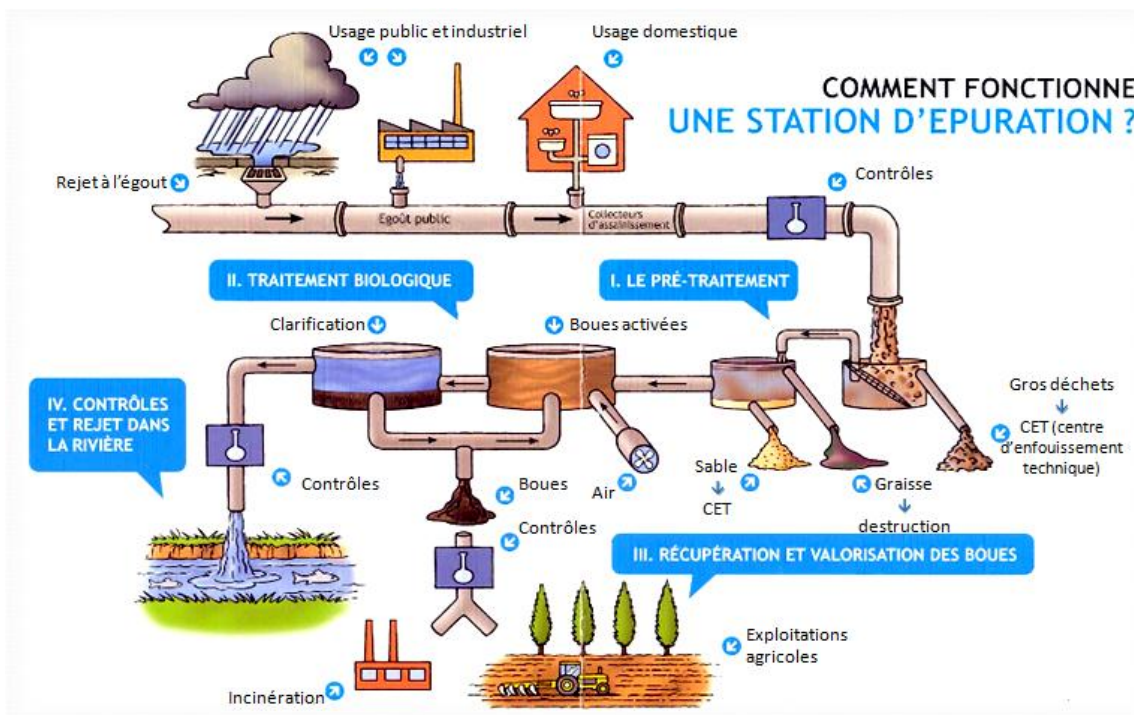 Usage public et industriel
Usage domestique
COMMENT FONCTIONNE
UNE STATION D'EPURATION ?
Rejet à l'égout
Contrôles
Egoût public
Collecteurs
d'assainissement
II. TRAITEMENT BIOLOGIQUE
I. LE PRÉ-TRAITEMENT
Clarification
Boues activées
IV. CONTRÔLES
ET REJET DANS
LA RIVIÈRE
Gros déchets
CET (centre
d'enfouissement
technique)
Contrôles
Boues
Air
Sable
CET
Graisse
destruction
Contrôles
III. RÉCUPÉRATION ET VALORISATION DES BOUES
Exploitations
agricoles
Incinération